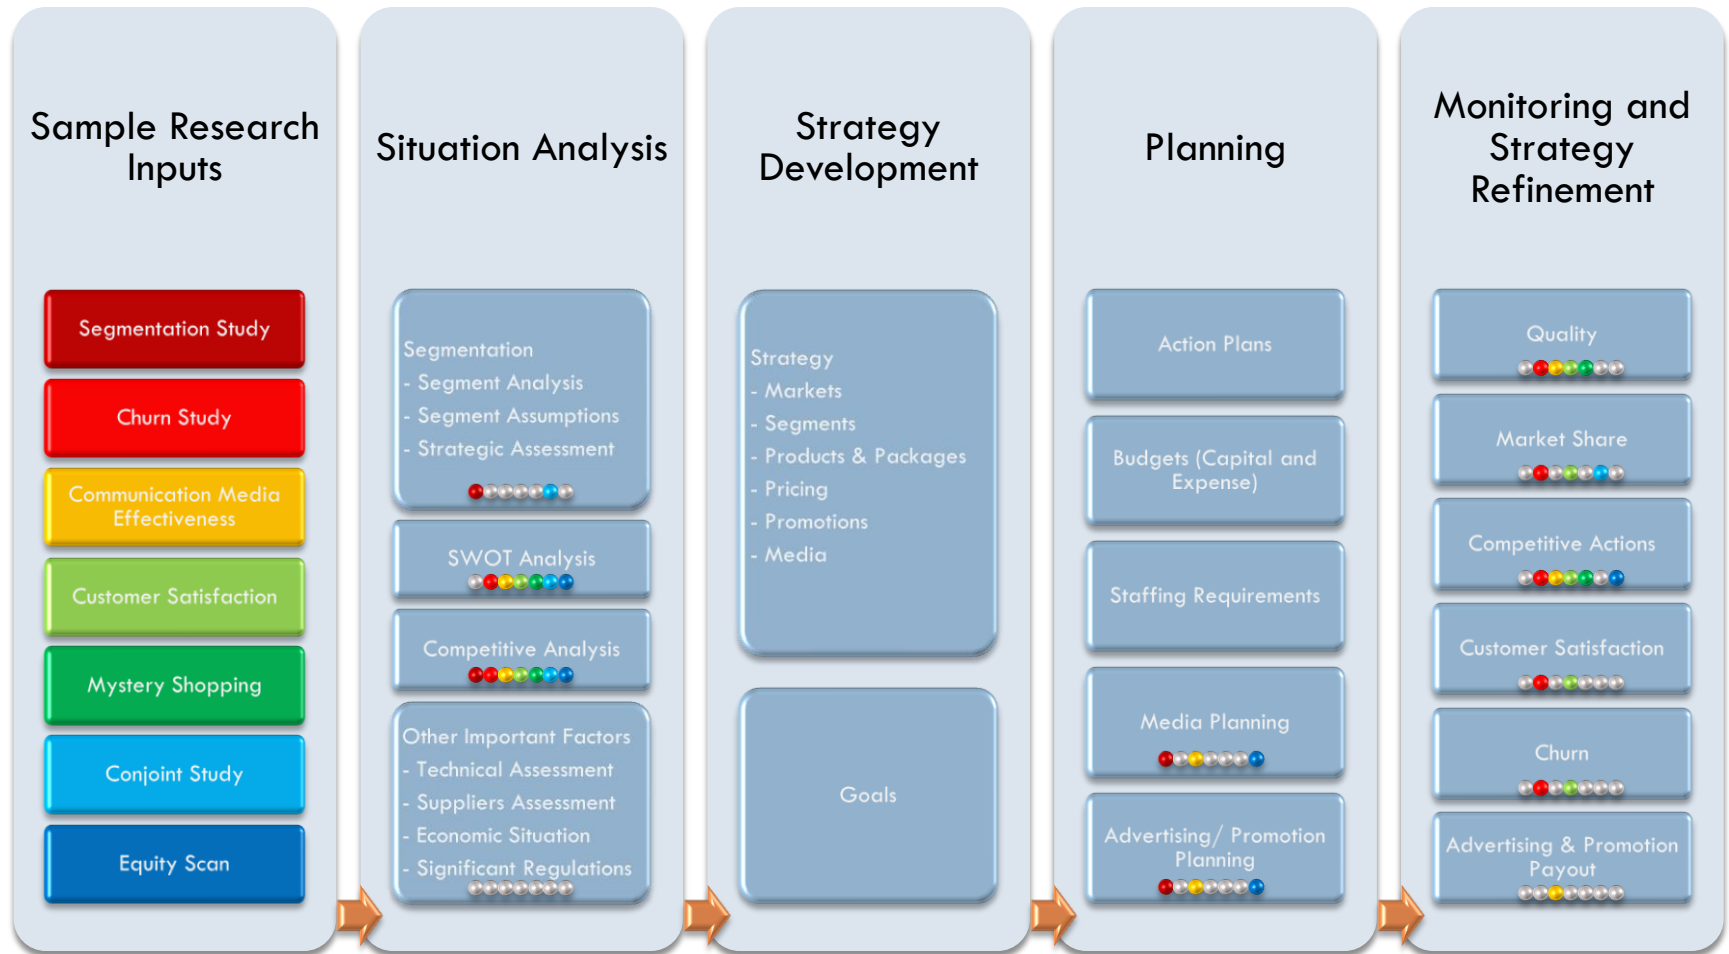 Sample Research
Inputs
Segmentation Study
Churn Study
Communication Media
Effectiveness
Customer Satisfaction
Mystery Shopping
Conjoint Study
Equity Scan
Situation Analysis
Segmentation
- Segment Analysis
- Segment Assumptions
- Strategic Assessment
SWOT Analysis
Competitive Analysis
Other Important Factors
- Technical Assessment
- Suppliers Assessment
- Economic Situation
- Significant Regulations
Strategy
Development
Strategy
- Markets
- Segments
- Products & Packages
- Pricing
- Promotions
- Media
Goals
Planning
Action Plans
Budgets (Capital and
Expense)
Staffing Requirements
Media Planning
Advertising/ Promotion
Planning
Monitoring and
Strategy
Refinement
Quality
Market Share
Competitive Actions
Customer Satisfaction
Churn
Advertising & Promotion
Payout